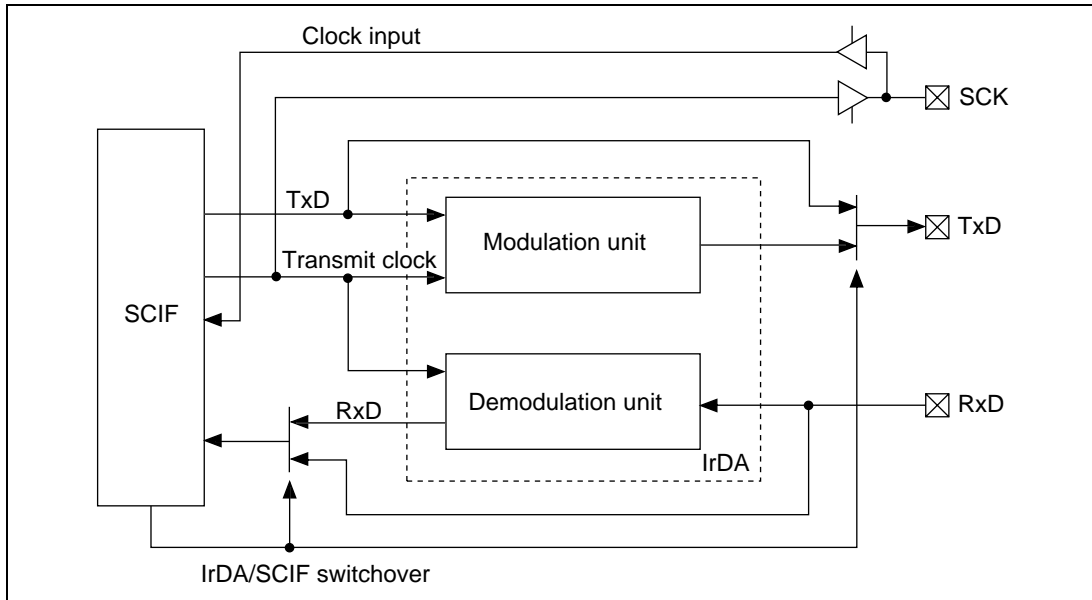 Clock input
SCK
TxD
TxD
Modulation unit
Transmit clock
SCIF
Demodulation unit
RxD
RxD
IrDA
IrDA/SCIF switchover